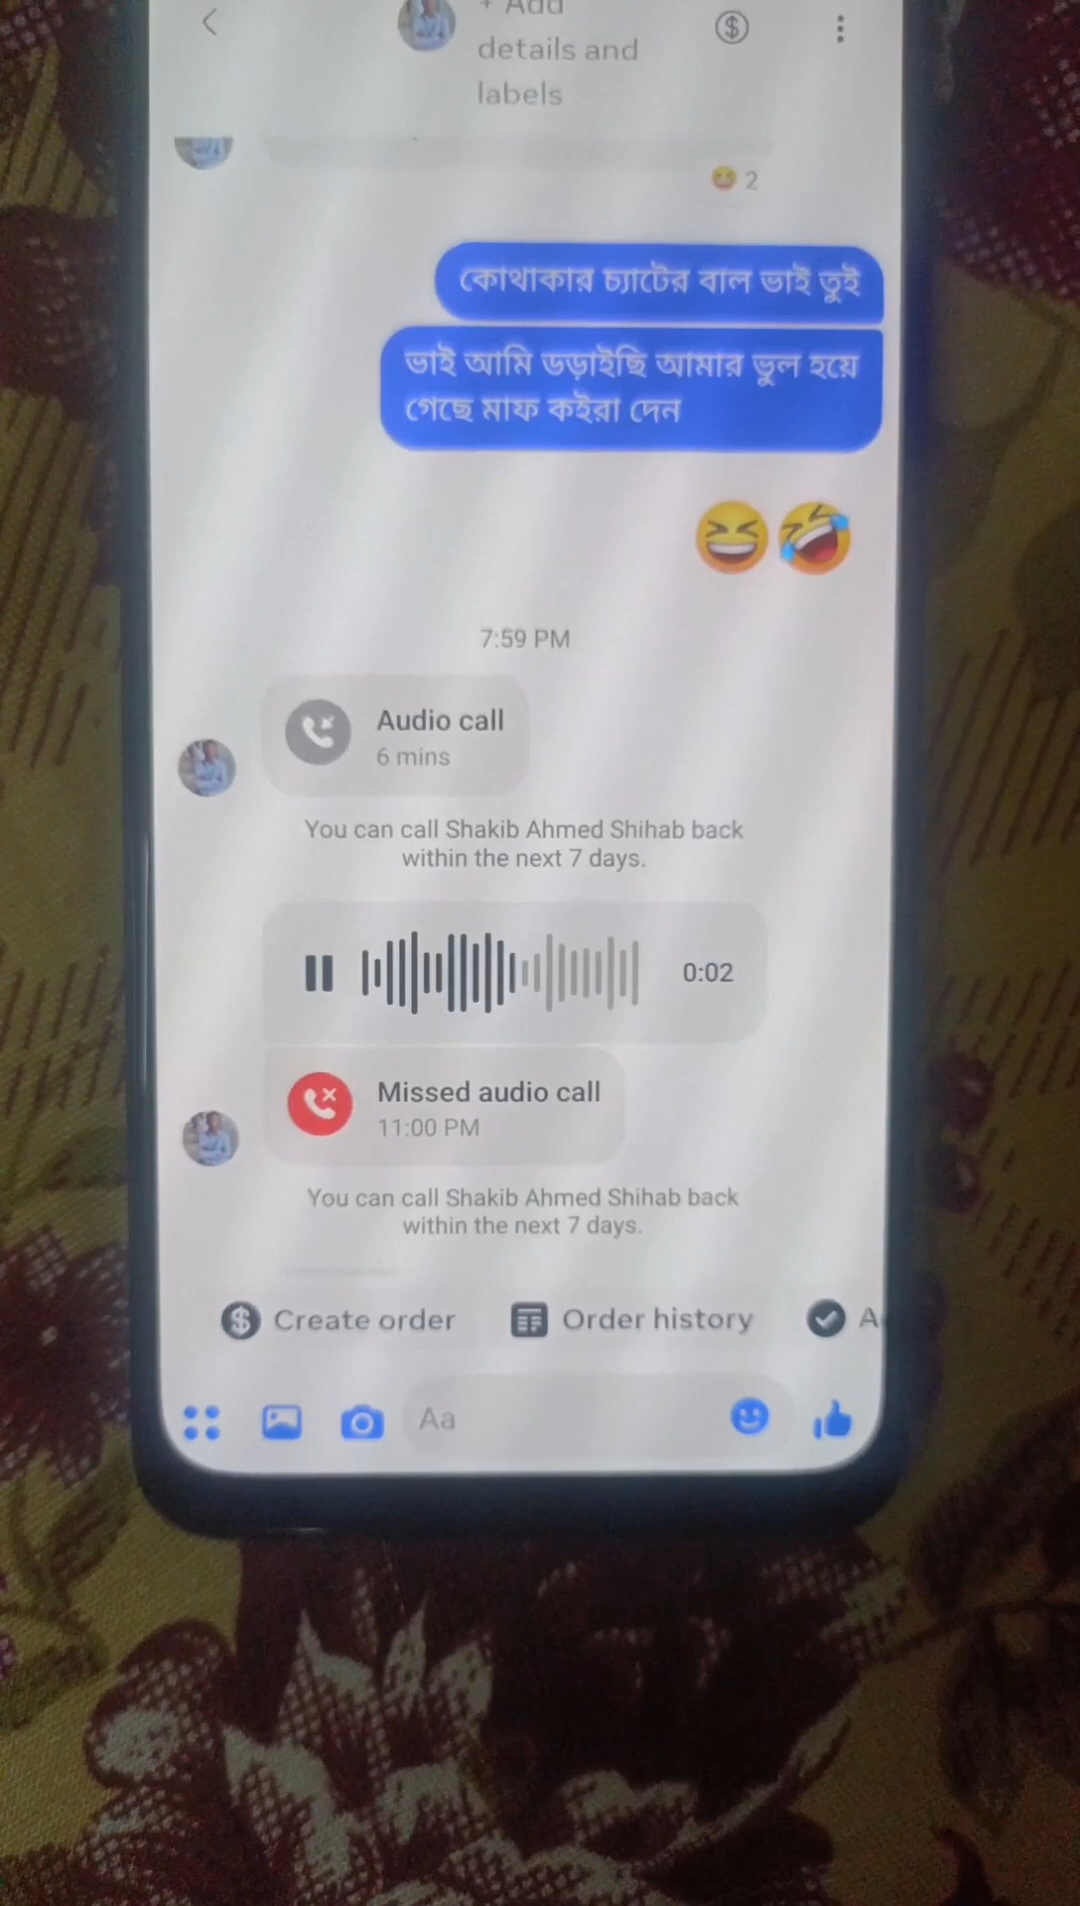 details and
labels
2
কোথাকার চ্যাটের বাল ভাই তুই
ভাই আমি ডড়াইছি আমার ভুল হয়ে
গেছে মাফ কইরা দেন
7:59 PM
Audio call
6 mins
You can call Shakib Ahmed Shihab back
within the next 7 days.
0:02
Missed audio call
11:00 PM
You can call Shakib Ahmed Shihab back
within the next 7 days.
Create order
Order history
Aa